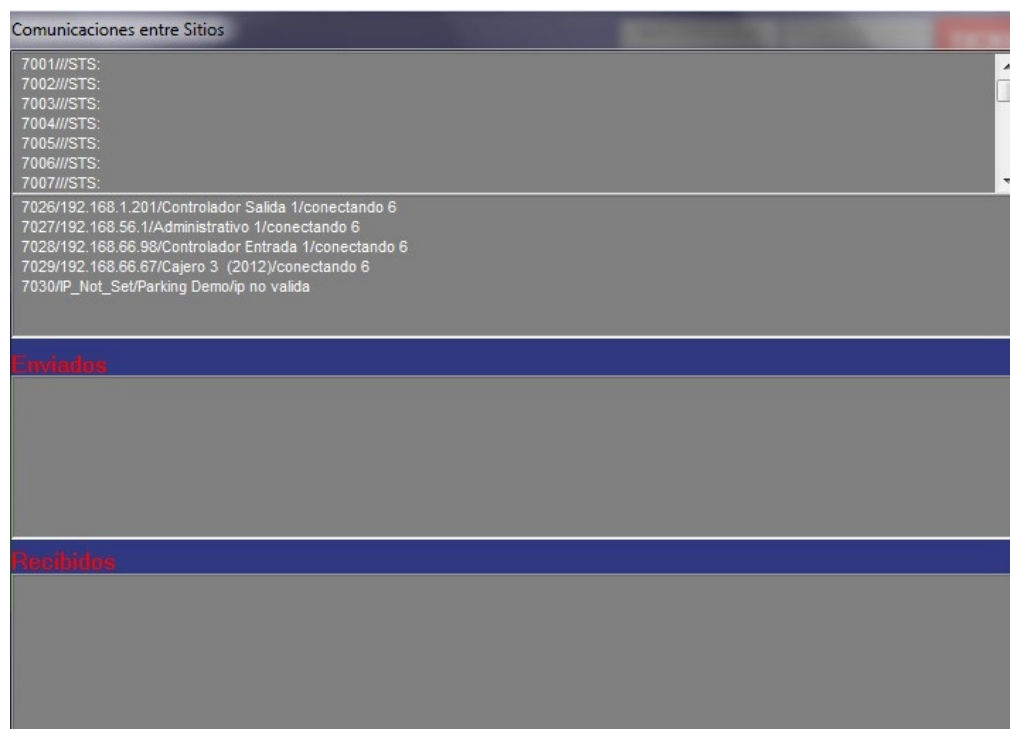 Comunicaciones entre Sitios
7001///STS:
7002///STS:
7003///STS:
7004///STS:
7005///STS:
7006///STS:
7007///STS:
7026/192.168.1.201/Controlador Salida 1/conectando 6
7027/192.168.56.1/Administrativo 1/conectando 6
7028/192.168.66.98/Controlador Entrada 1/conectando 6
7029/192.168.66.67/Cajero 3  (2012)/conectando 6
7030/IP_Not_Set/Parking Demo/ip no valida
Enviados
Recibidos